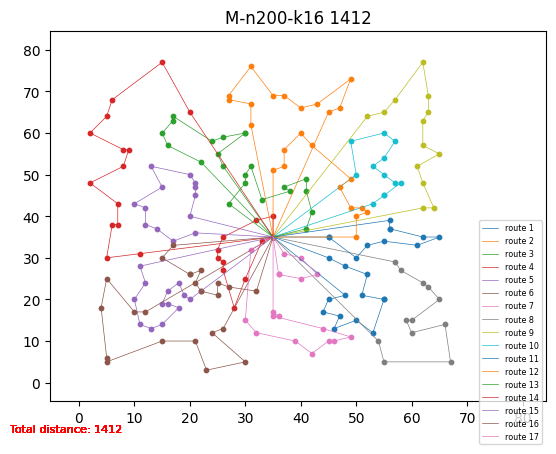 M-n200-k16 1412
80
70
60
50
40
30
20
10
0
route 1
route 2
route 3
route 4
route 5
route 6
route 7
route 8
route 9
route 10
route 11
route 12
route 13
route 14
route 15
route 16
route 17
0 10 20 30 40 50 60 70 80
Total distance: 1412